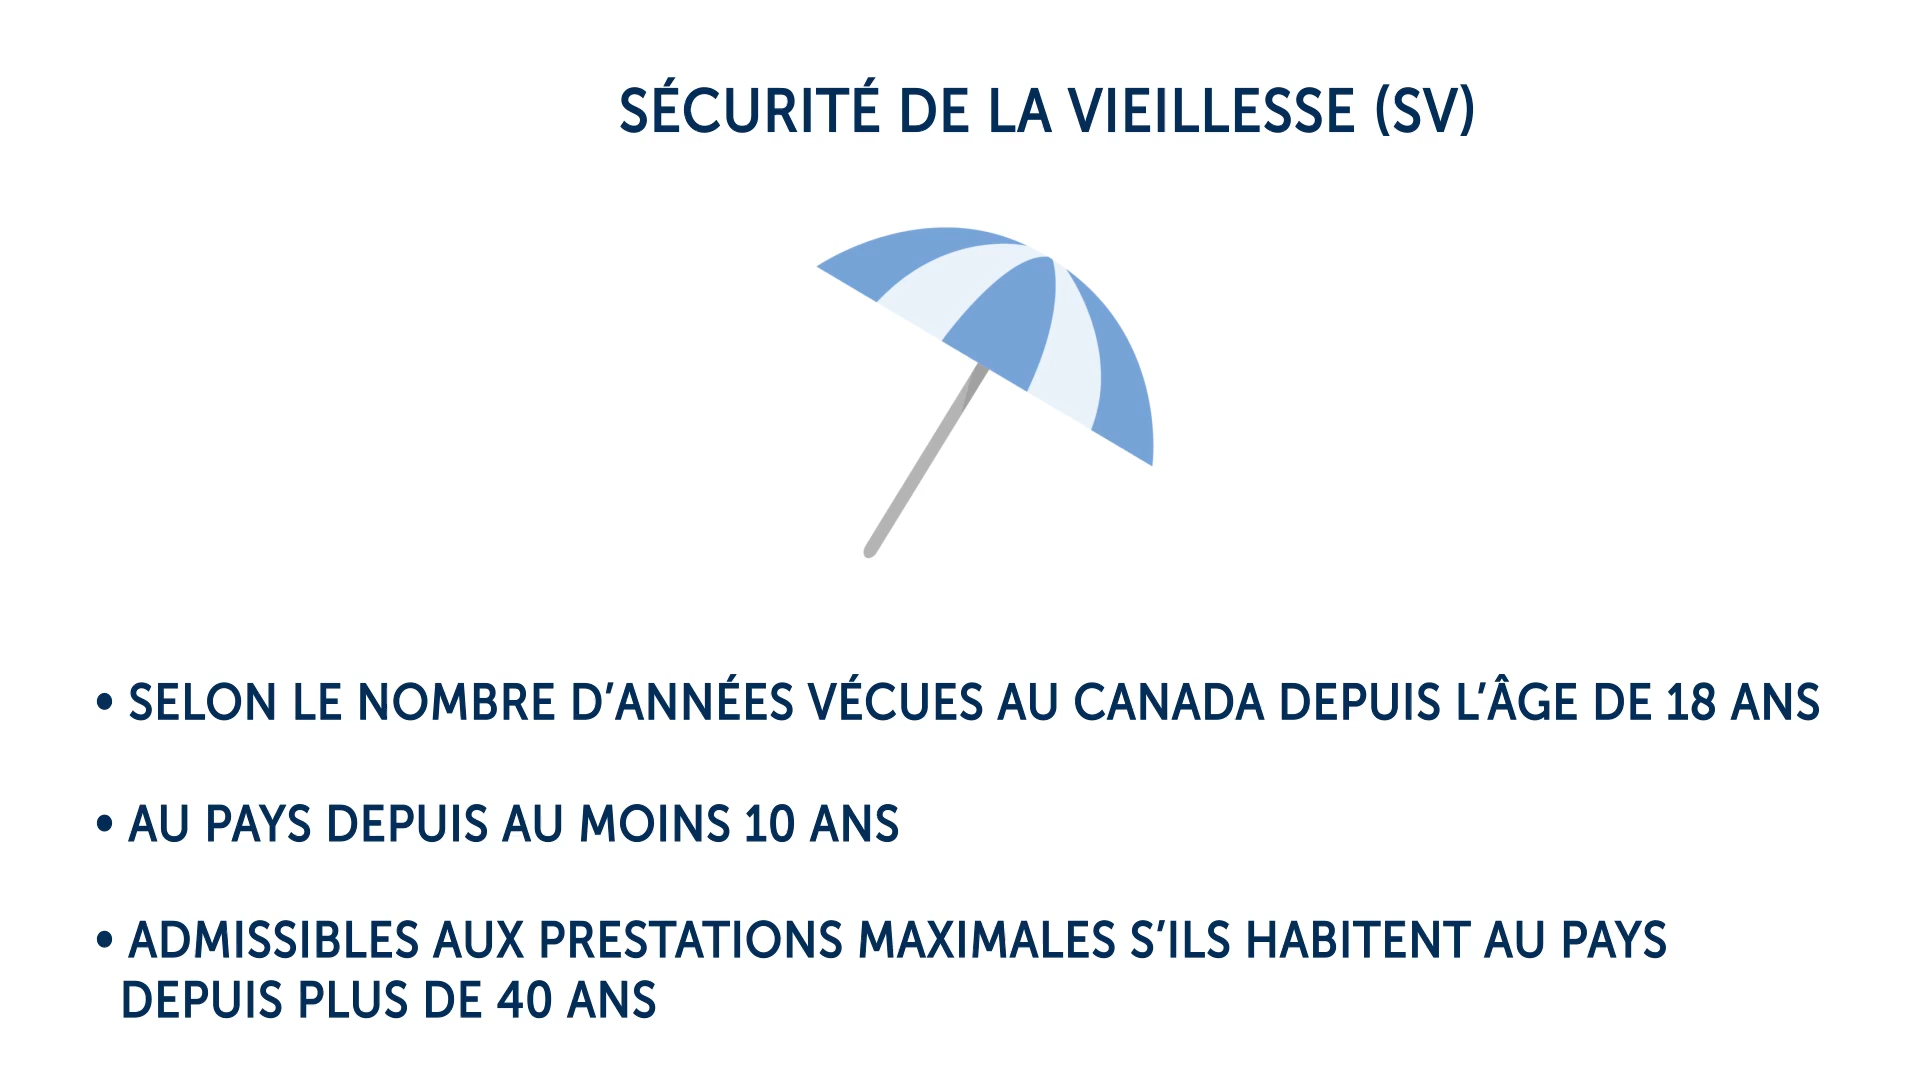 SÉCURITÉ DE LA VIEILLESSE (SV)
• SELON LE NOMBRE D’ANNÉES VÉCUES AU CANADA DEPUIS L’ÂGE DE 18 ANS
• AU PAYS DEPUIS AU MOINS 10 ANS
• ADMISSIBLES AUX PRESTATIONS MAXIMALES S’ILS HABITENT AU PAYS
DEPUIS PLUS DE 40 ANS